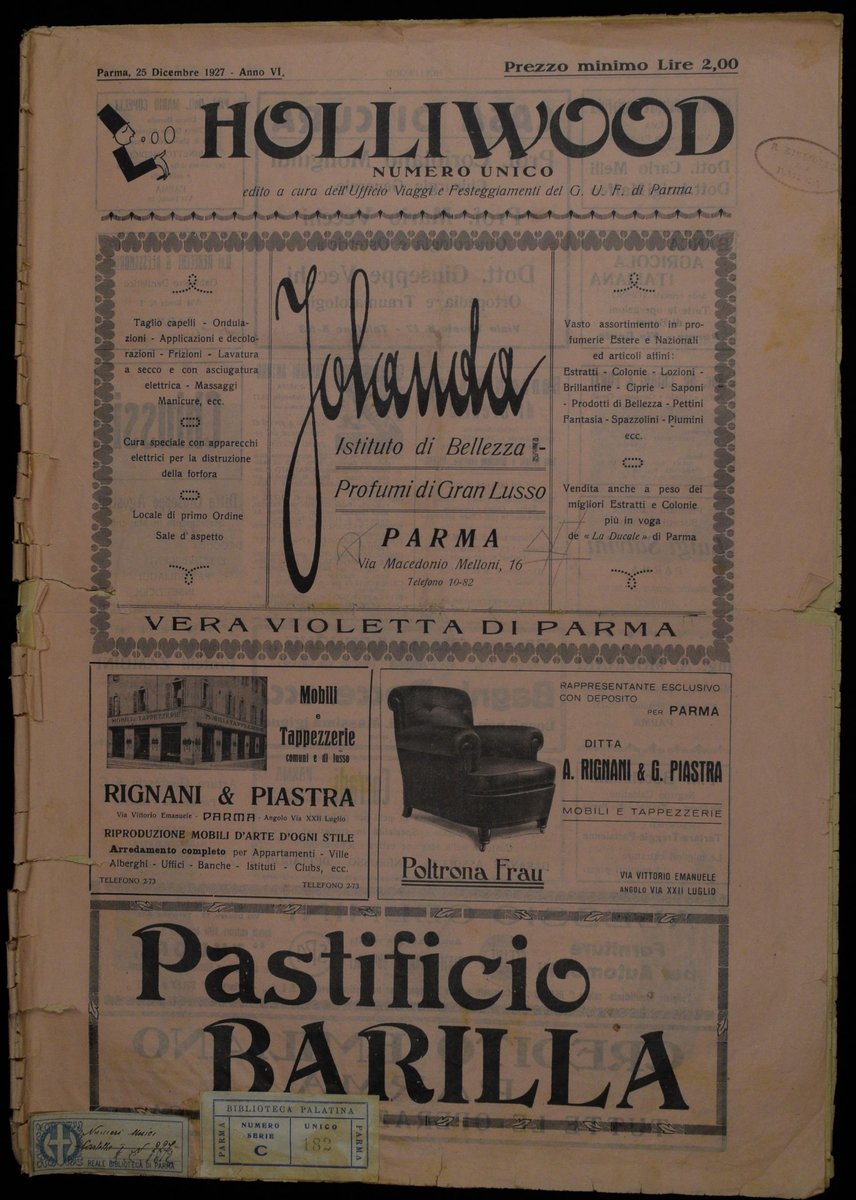 Parma, 25 Dicembre 1927 - Anno VI.
Prezzo minimo Lire 2,00
HOLLIWOOD
NUMERO UNICO
edito a cura dell'Ufficio Viaggi e Festeggiamenti del G. U. F. di Parma
Taglio capelli - Ondula-
zioni - Applicazioni e decolo-
razioni - Frizioni - Lavatura
a secco e con asciugatura
elettrica - Massaggi
Manicure, ecc.
Cura speciale con apparecchi
elettrici per la distruzione
della forfora
Locale di primo Ordine
Sale d'aspetto
Jolanda
Istituto di Bellezza
Profumi di Gran Lusso
PARMA
Via Macedonio Melloni, 16
Telefono 10-82
Vasto assortimento in pro-
fumerie Estere e Nazionali
ed articoli affini:
Estratti - Colonie - Lozioni -
Brillantine - Ciprie - Saponi
- Prodotti di Bellezza - Pettini
Fantasia - Spazzolini - Piumini
ecc.
Vendita anche a peso dei
migliori Estratti e Colonie
più in voga
de « La Ducale » di Parma
VERA VIOLETTA DI PARMA
MOBILI E TAPPEZZERIE
Mobili
e
Tappezzerie
comuni e di lusso
RIGNANI & PIASTRA
Via Vittorio Emanuele - PARMA - Angolo Via XXII Luglio
RIPRODUZIONE MOBILI D'ARTE D'OGNI STILE
Arredamento completo per Appartamenti - Ville
Alberghi - Uffici - Banche - Istituti - Clubs, ecc.
TELEFONO 2-73
TELEFONO 2-73
Poltrona Frau
RAPPRESENTANTE ESCLUSIVO
CON DEPOSITO
PER PARMA
DITTA
A. RIGNANI & G. PIASTRA
MOBILI E TAPPEZZERIE
VIA VITTORIO EMANUELE
ANGOLO VIA XXII LUGLIO
Pastificio
BARILLA
REALE BIBLIOTECA DI PARMA
BIBLIOTECA PALATINA
PARMA
NUMERO UNICO
SERIE
C
182
PARMA